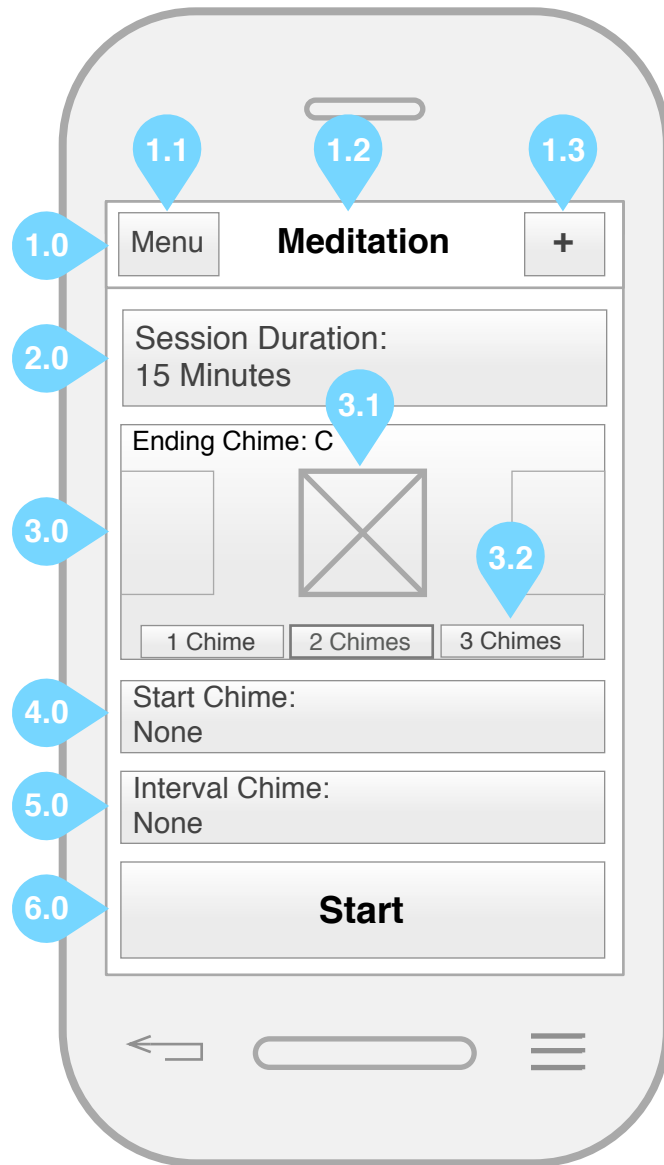 1.1
1.2
1.3
1.0
Menu
Meditation
+
2.0
Session Duration:
15 Minutes
3.1
Ending Chime: C
3.0
3.2
1 Chime
2 Chimes
3 Chimes
4.0
Start Chime:
None
5.0
Interval Chime:
None
6.0
Start